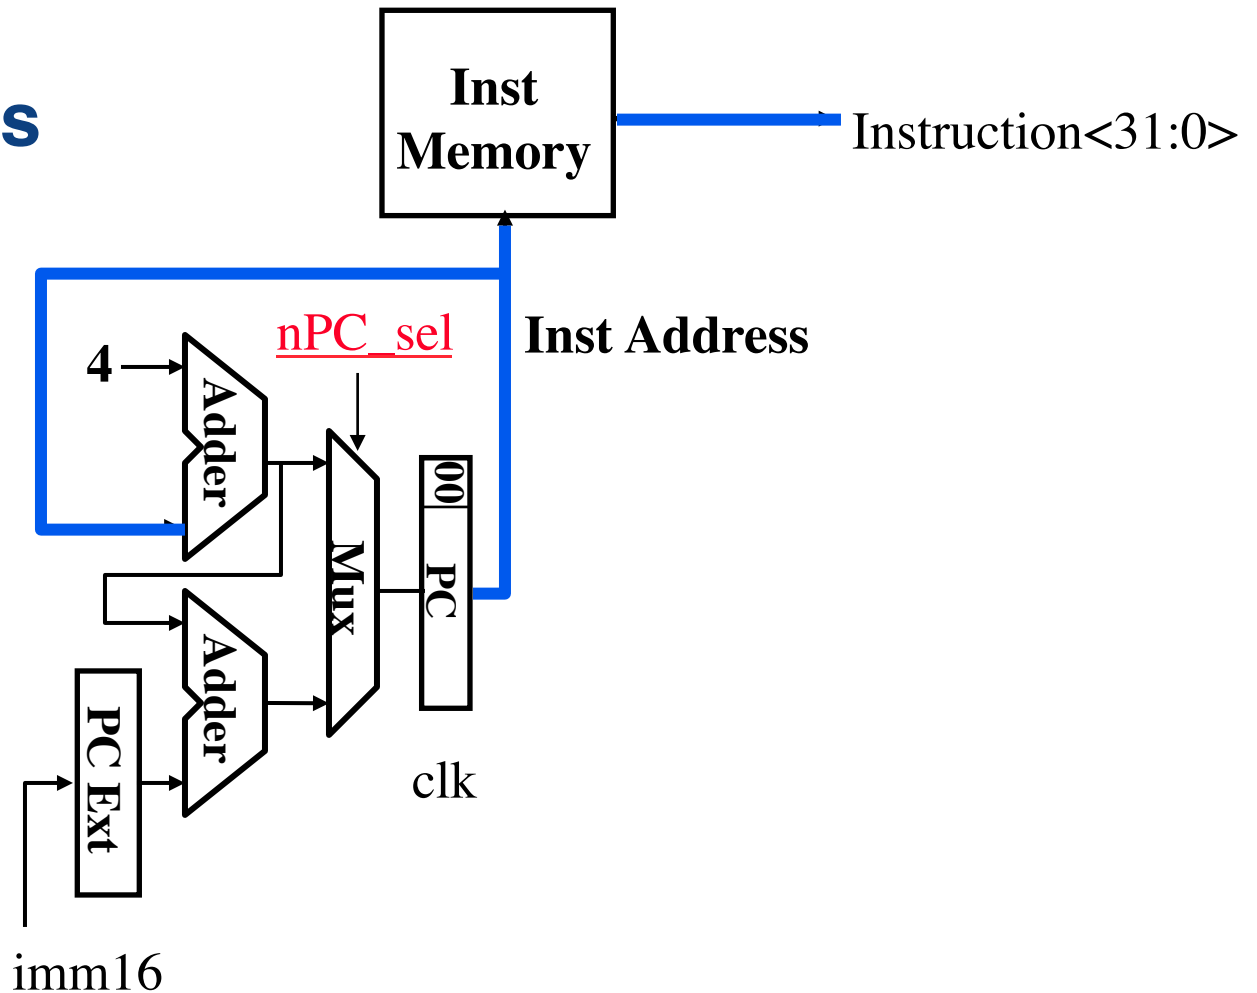 s
Inst
Memory
Instruction<31:0>
nPC_sel
Inst Address
4
Adder
00
Mux
PC
Adder
PC Ext
clk
imm16